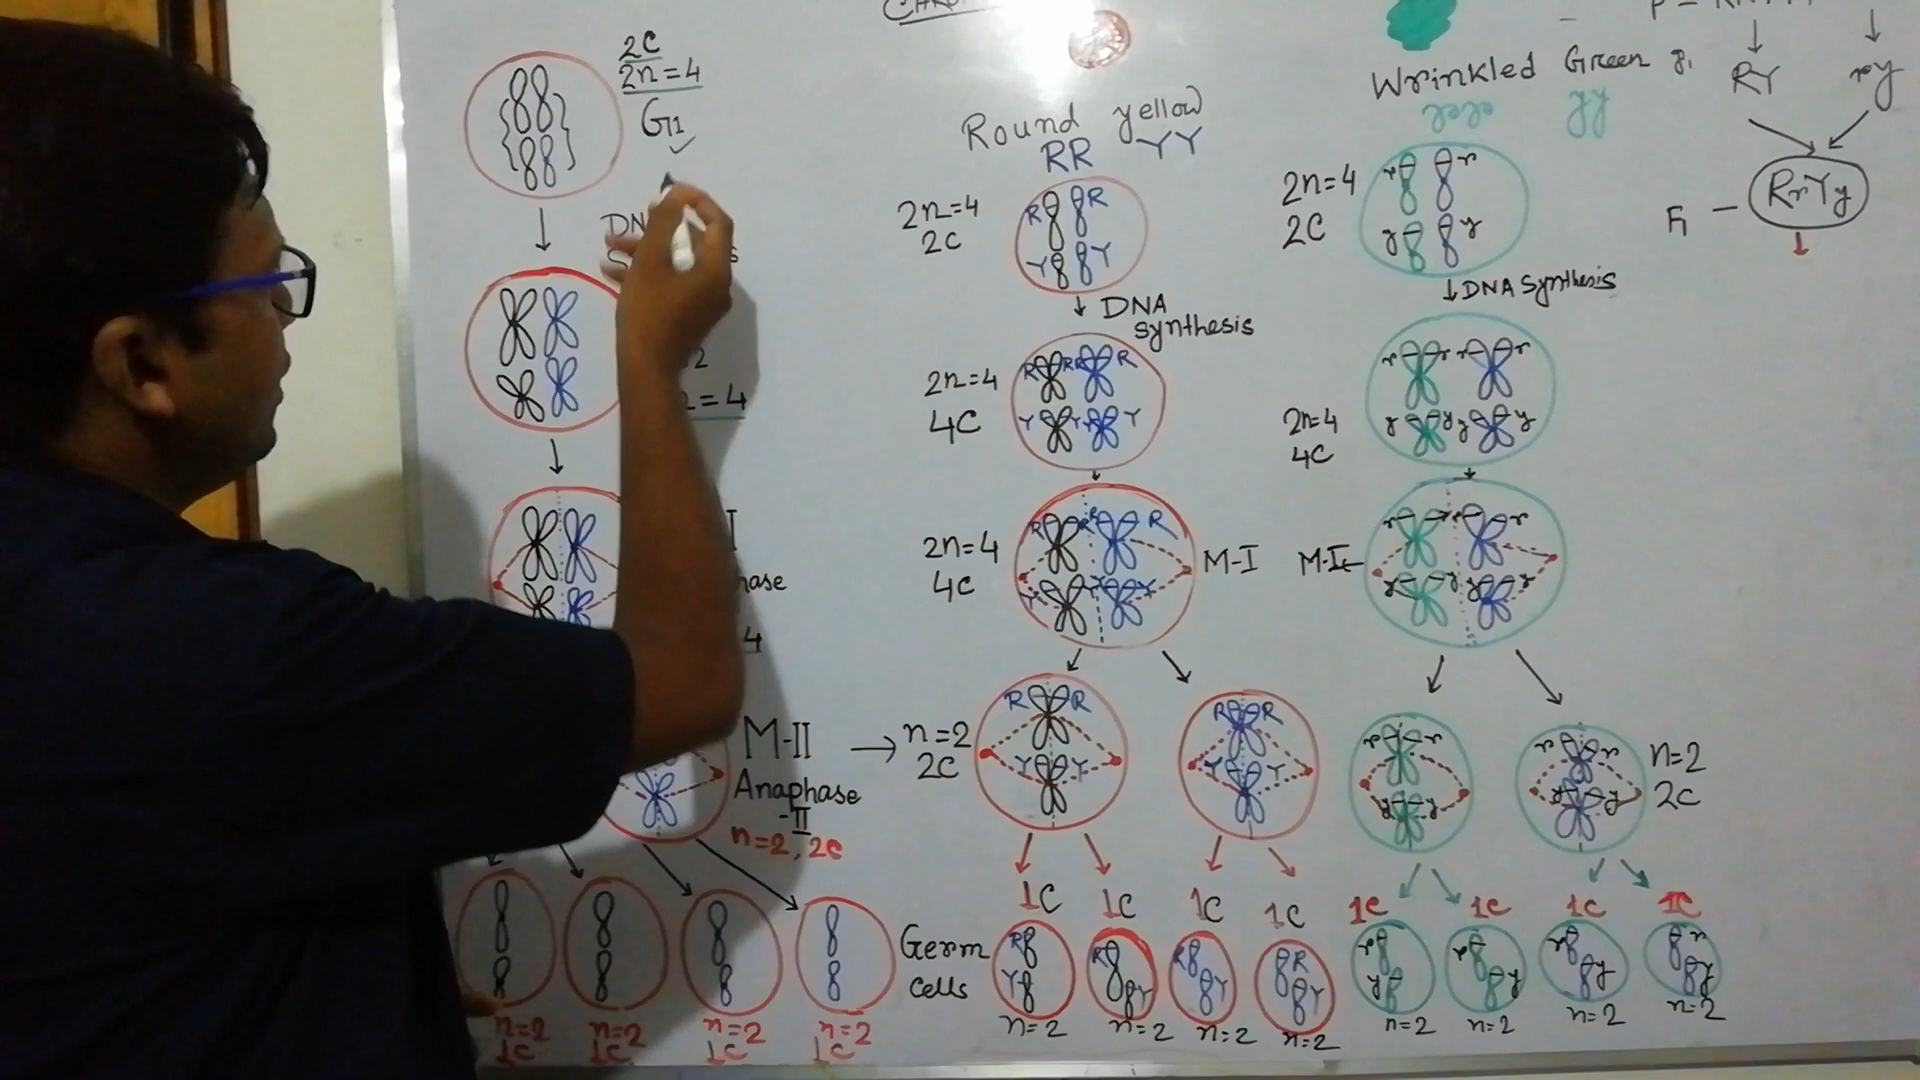 2C
2n=4
G1
2n=4
M-II
Anaphase
-II
n=2, 2C
n=2
1C
n=2
1C
n=2
1C
n=2
1C
Germ
cells
Round yellow
RR YY
2n=4
2C
R R
Y Y
↓ DNA
synthesis
2n=4
4C
R R R R
Y Y Y Y
2n=4
4C
M-I
→ n=2
2C
R R
Y Y
R R
Y Y
1C 1C 1C 1C
R Y
R Y
R Y
R Y
n=2 n=2 n=2 n=2
Wrinkled Green
rr yy
2n=4
2C
r r
y y
↓ DNA Synthesis
2n=4
4C
r r r r
y y y y
M-I
r r
y y
r r
y y
n=2
2C
1C 1C 1C 1C
r y
r y
r y
r y
n=2 n=2 n=2 n=2
RY ry
F1 – RrYy